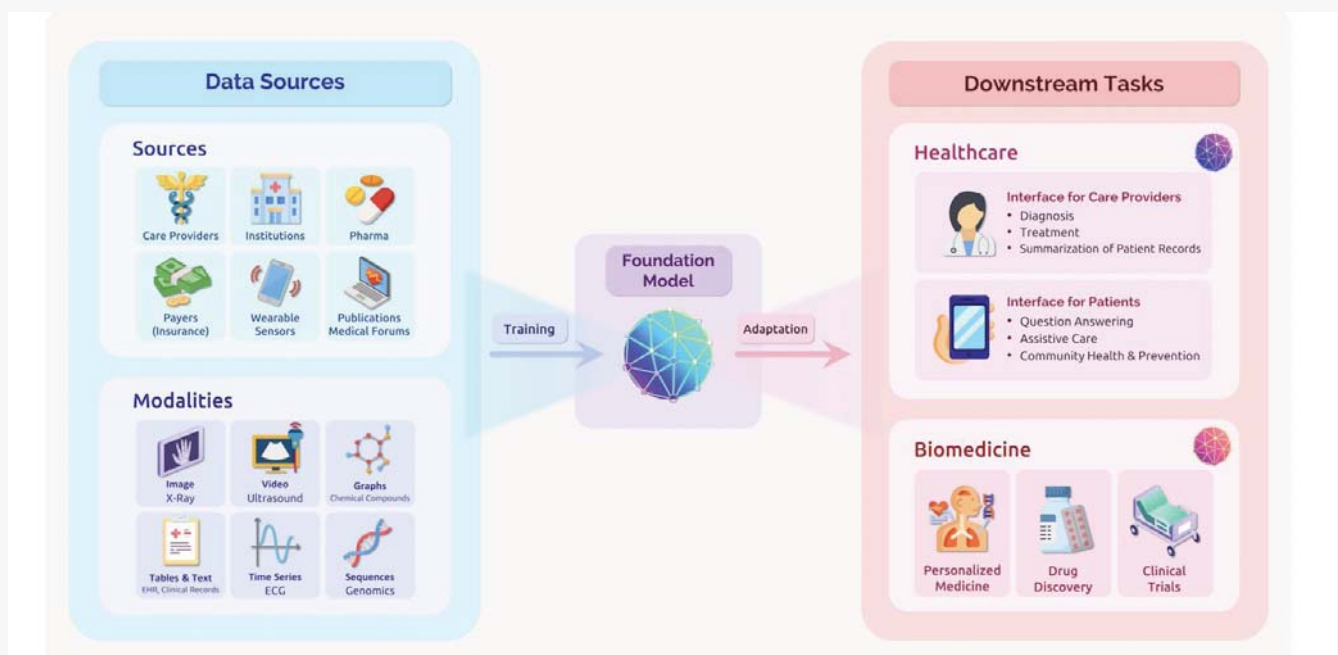 Data Sources
Sources
Care Providers
Institutions
Pharma
Payers
(Insurance)
Wearable
Sensors
Publications
Medical Forums
Modalities
Image
X-Ray
Video
Ultrasound
Graphs
Chemical Compounds
Tables & Text
EHR, Clinical Records
Time Series
ECG
Sequences
Genomics
Training
Foundation
Model
Adaptation
Downstream Tasks
Healthcare
Interface for Care Providers
• Diagnosis
• Treatment
• Summarization of Patient Records
Interface for Patients
• Question Answering
• Assistive Care
• Community Health & Prevention
Biomedicine
Personalized
Medicine
Drug
Discovery
Clinical
Trials